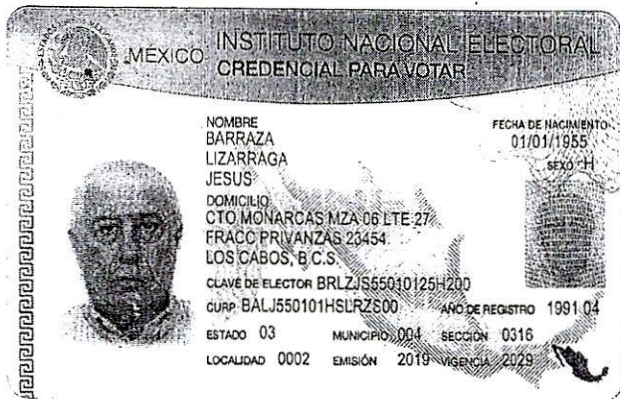 MEXICO
INSTITUTO NACIONAL ELECTORAL
CREDENCIAL PARA VOTAR
NOMBRE
BARRAZA
LIZARRAGA
JESUS
FECHA DE NACIMIENTO
01/01/1955
SEXO H
DOMICILIO
CTO MONARCAS MZA 06 LTE 27
FRACC PRIVANZAS 23454
LOS CABOS, B.C.S.
CLAVE DE ELECTOR BRLZJS55010125H200
CURP BALJ550101HSLRZS00 AÑO DE REGISTRO 1991 04
ESTADO 03 MUNICIPIO 004 SECCIÓN 0316
LOCALIDAD 0002 EMISIÓN 2019 VIGENCIA 2029